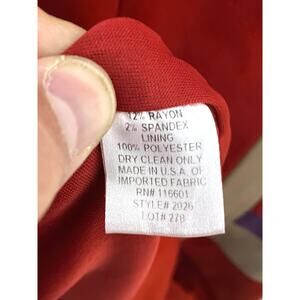 12% RAYON
2% SPANDEX
LINING
100% POLYESTER
DRY CLEAN ONLY
MADE IN U.S.A. OF
IMPORTED FABRIC
RN# 116601
STYLE# 2026
LOT# 278